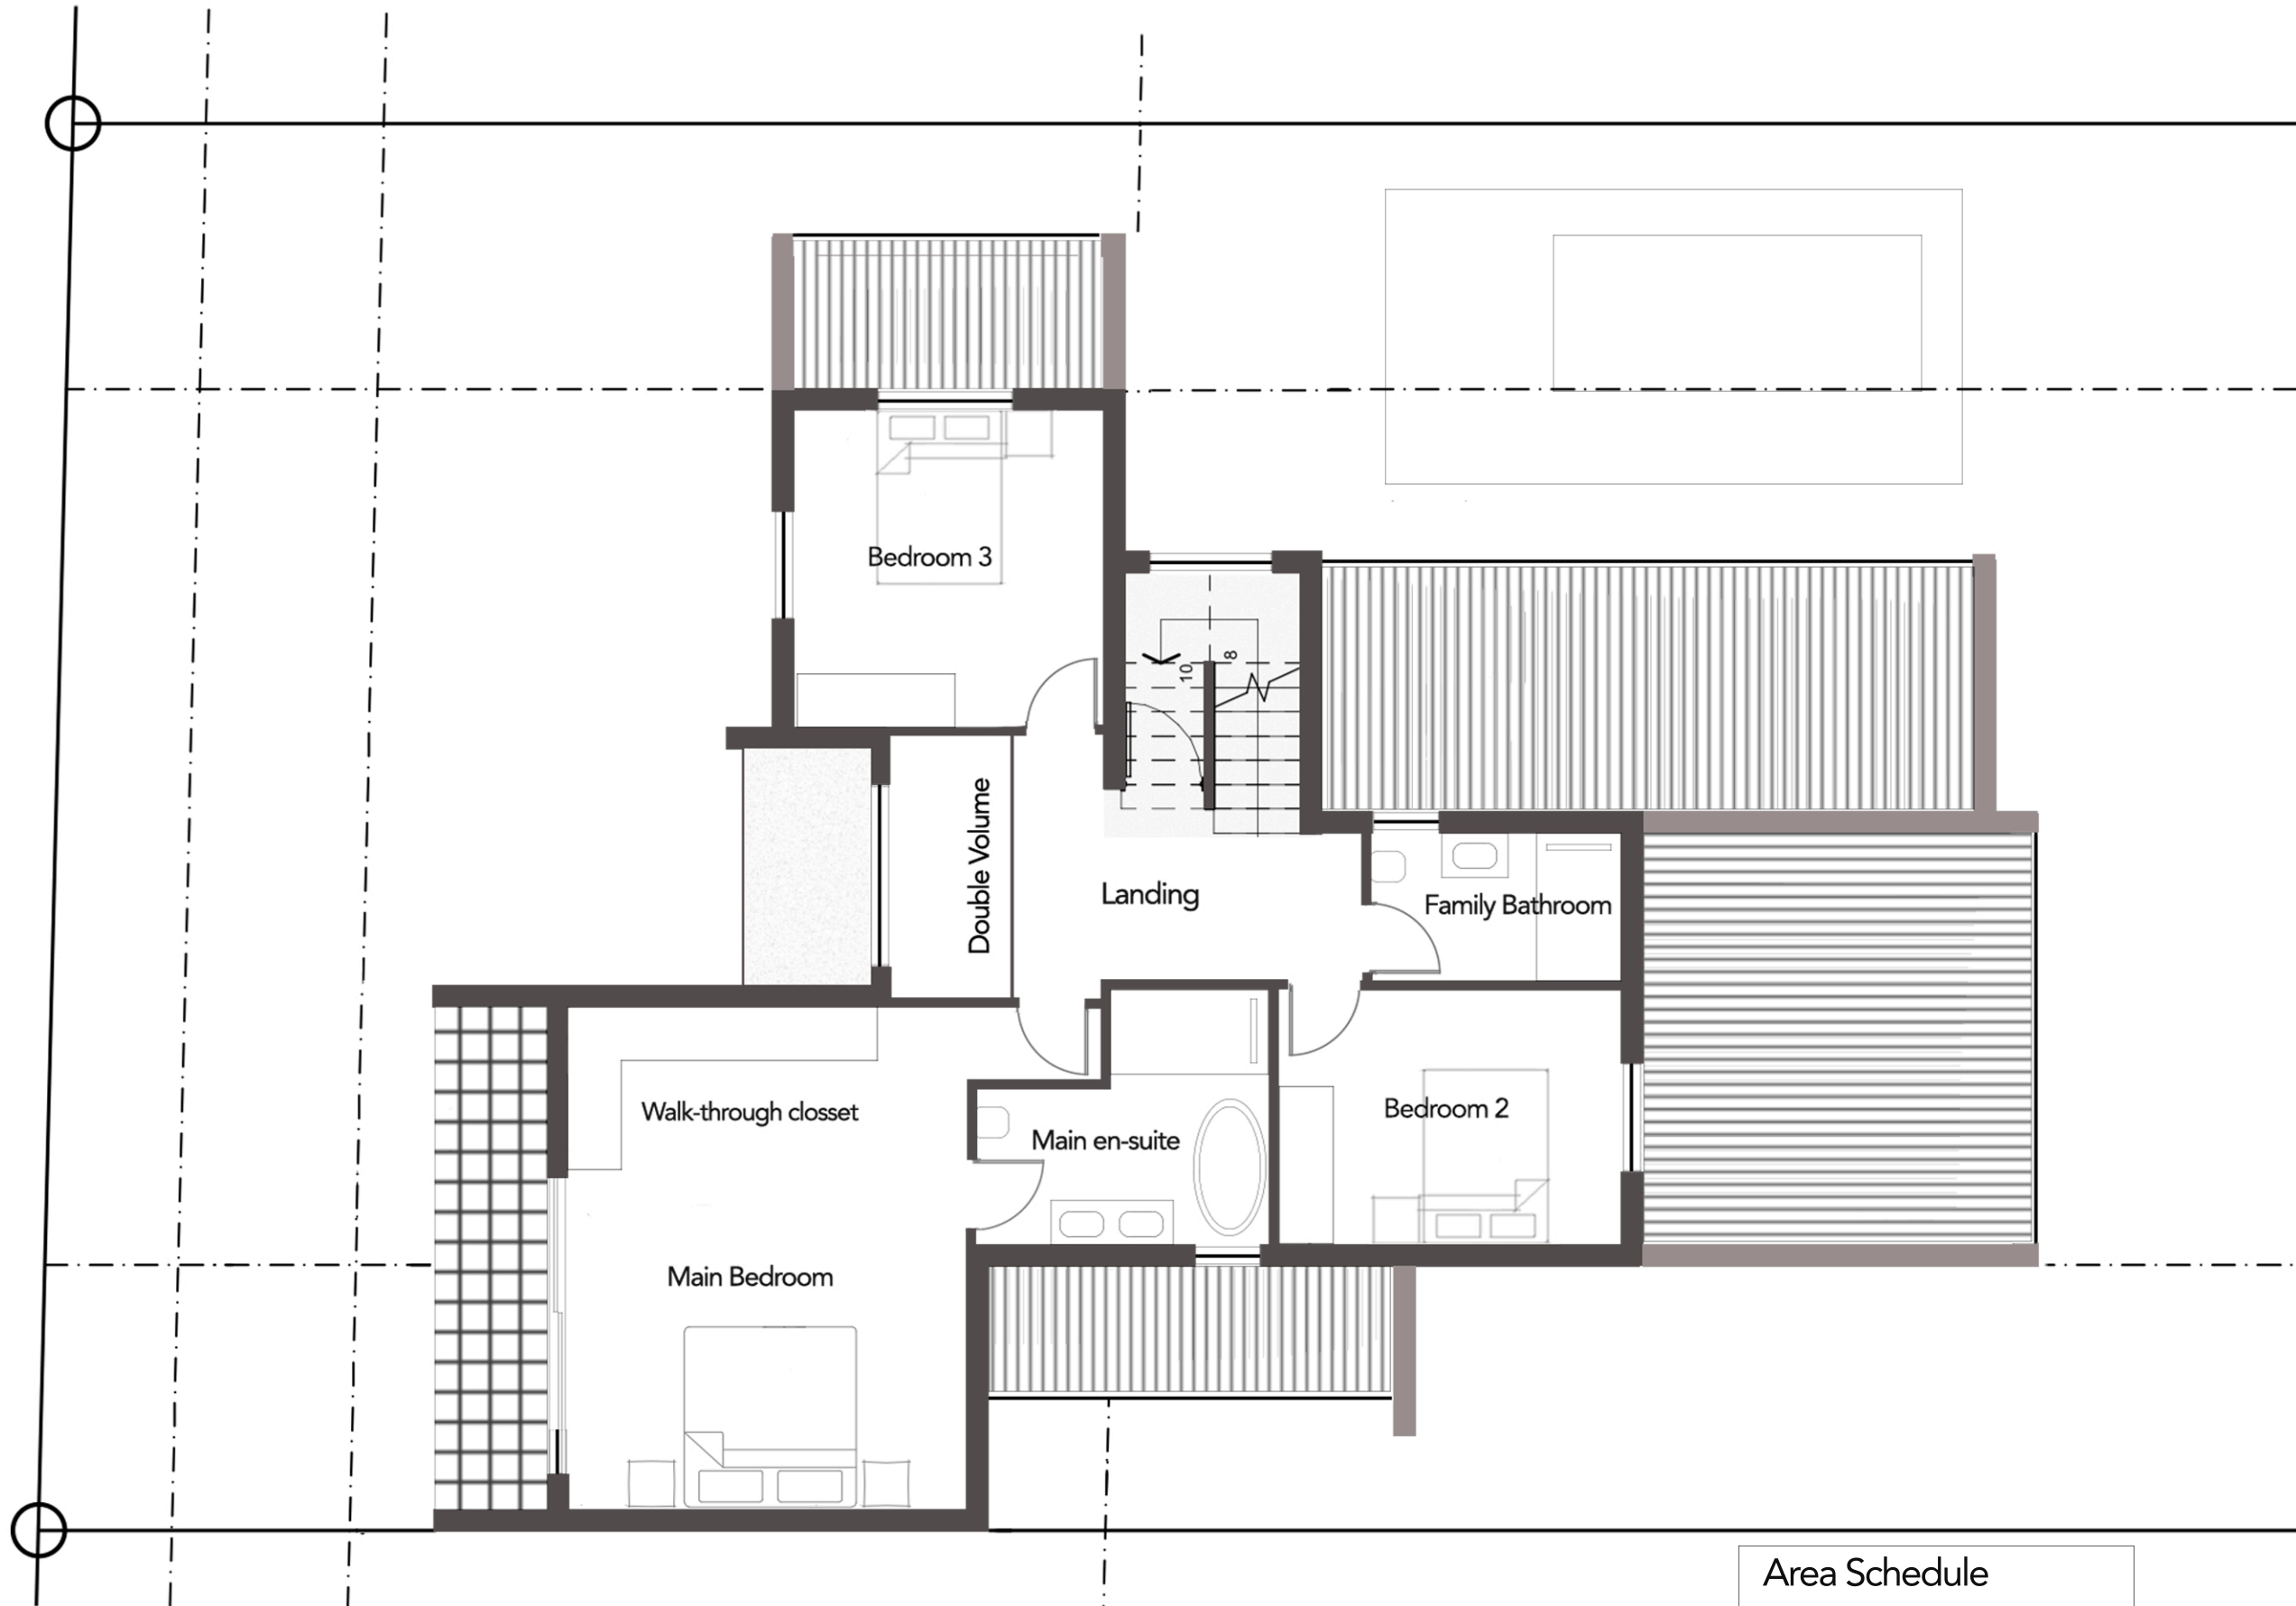 Bedroom 3
8
10
Double Volume
Landing
Family Bathroom
Walk-through closset
Main en-suite
Bedroom 2
Main Bedroom
Area Schedule